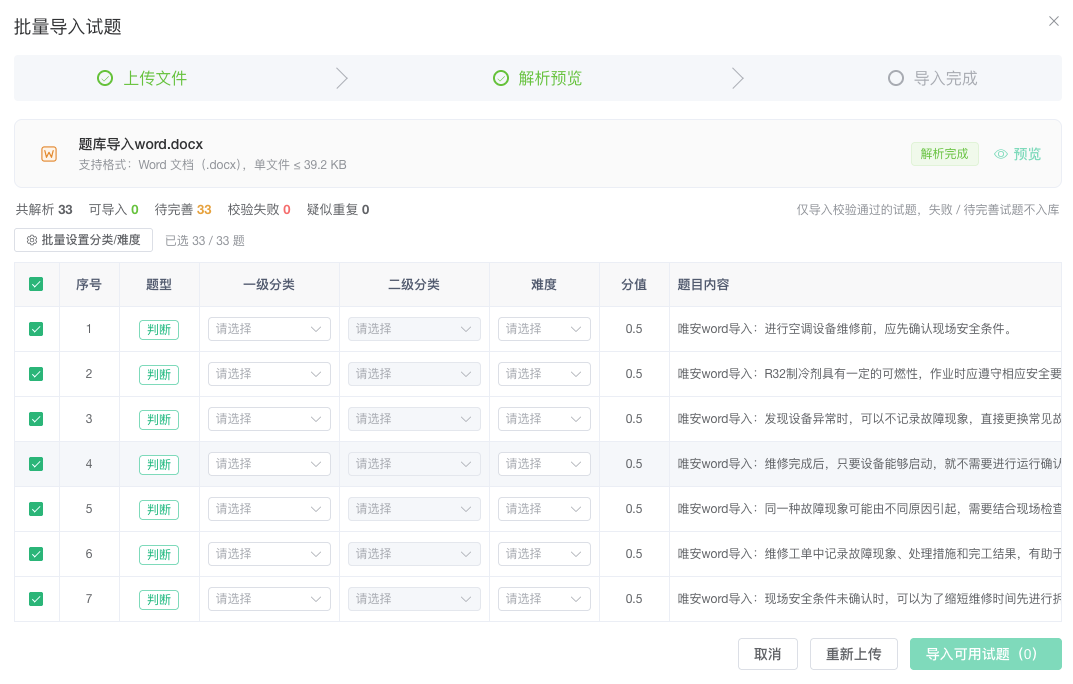 批量导入试题
上传文件 解析预览 导入完成
题库导入word.docx
支持格式：Word 文档（.docx），单文件 ≤ 39.2 KB
解析完成 预览
共解析 33 可导入 0 待完善 33 校验失败 0 疑似重复 0 仅导入校验通过的试题，失败 / 待完善试题不入库
批量设置分类/难度 已选 33 / 33 题
序号 题型 一级分类 二级分类 难度 分值 题目内容
1 判断 请选择 请选择 请选择 0.5 唯安word导入：进行空调设备维修前，应先确认现场安全条件。
2 判断 请选择 请选择 请选择 0.5 唯安word导入：R32制冷剂具有一定的可燃性，作业时应遵守相应安全要
3 判断 请选择 请选择 请选择 0.5 唯安word导入：发现设备异常时，可以不记录故障现象，直接更换常见故
4 判断 请选择 请选择 请选择 0.5 唯安word导入：维修完成后，只要设备能够启动，就不需要进行运行确认
5 判断 请选择 请选择 请选择 0.5 唯安word导入：同一种故障现象可能由不同原因引起，需要结合现场检查
6 判断 请选择 请选择 请选择 0.5 唯安word导入：维修工单中记录故障现象、处理措施和完工结果，有助于
7 判断 请选择 请选择 请选择 0.5 唯安word导入：现场安全条件未确认时，可以为了缩短维修时间先进行拆
取消 重新上传 导入可用试题（0）